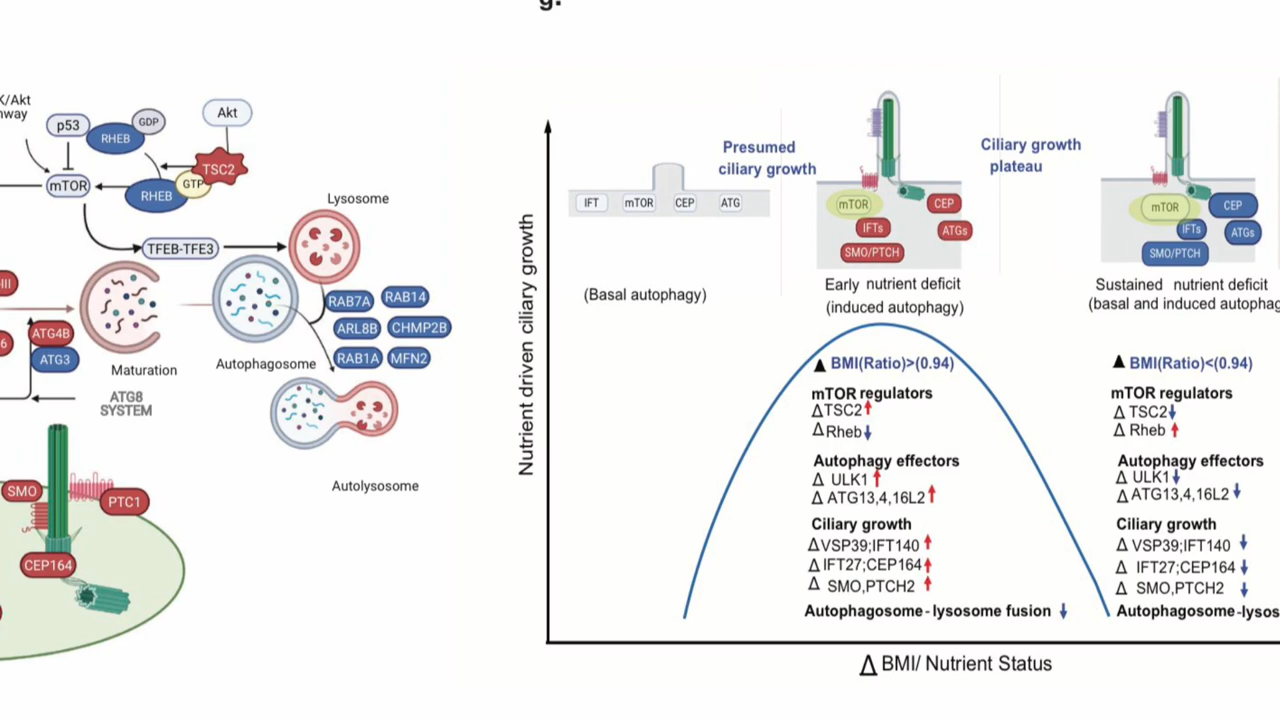 g.
K/Akt
p53
RHEB
GDP
Akt
TSC2
mTOR
RHEB
GTP
TFEB-TFE3
Lysosome
RAB7A
RAB14
ARL8B
CHMP2B
RAB1A
MFN2
ATG4B
ATG3
Maturation
Autophagosome
ATG8
SYSTEM
Autolysosome
SMO
PTC1
CEP164
Nutrient driven ciliary growth
Presumed
ciliary growth
IFT
mTOR
CEP
ATG
(Basal autophagy)
mTOR
CEP
IFTs
ATGs
SMO/PTCH
Early nutrient deficit
(induced autophagy)
Ciliary growth
plateau
mTOR
CEP
IFTs
ATGs
SMO/PTCH
Sustained nutrient deficit
(basal and induced autophag
▲ BMI(Ratio)>(0.94)
mTOR regulators
ΔTSC2↑
ΔRheb↓
Autophagy effectors
Δ ULK1↑
Δ ATG13,4,16L2↑
Ciliary growth
ΔVSP39;IFT140 ↑
Δ IFT27;CEP164↑
Δ SMO,PTCH2 ↑
Autophagosome - lysosome fusion ↓
▲ BMI(Ratio)<(0.94)
mTOR regulators
Δ TSC2↓
Δ Rheb ↑
Autophagy effectors
Δ ULK1↓
Δ ATG13,4,16L2 ↓
Ciliary growth
Δ VSP39;IFT140 ↓
Δ IFT27;CEP164 ↓
Δ SMO,PTCH2 ↓
Autophagosome-lysos
Δ BMI/ Nutrient Status